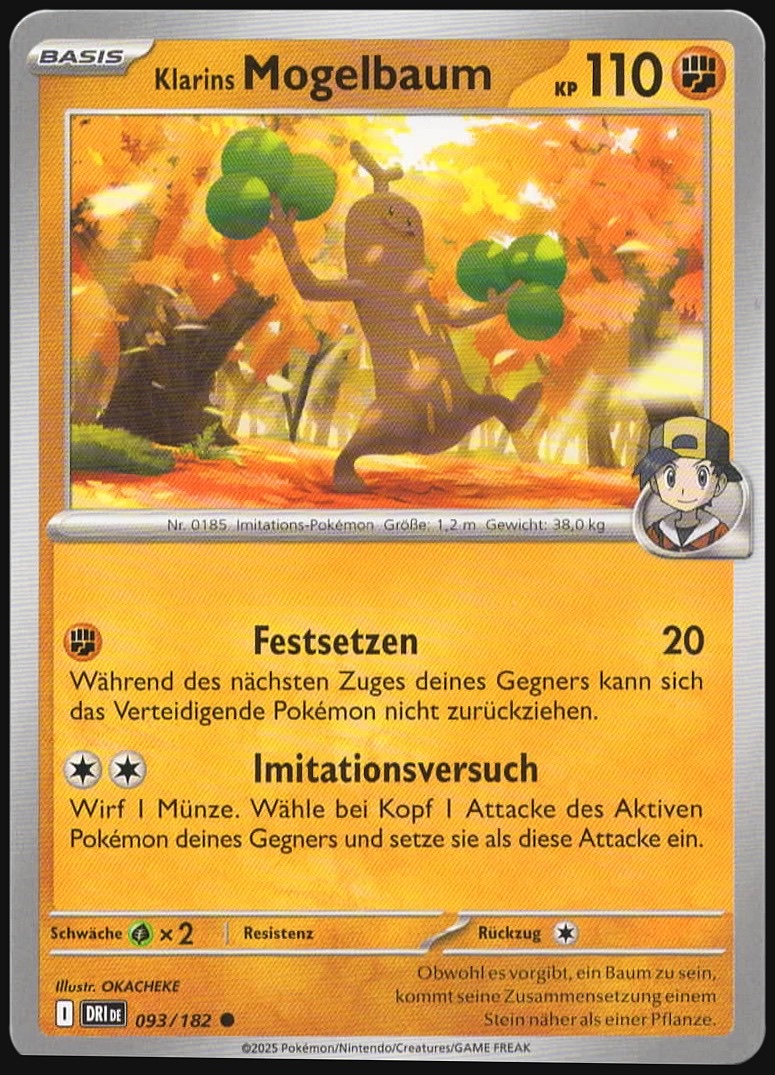 BASIS
Klarins Mogelbaum KP 110
Nr. 0185 Imitations-Pokémon Größe: 1,2 m Gewicht: 38,0 kg
Festsetzen 20
Während des nächsten Zuges deines Gegners kann sich
das Verteidigende Pokémon nicht zurückziehen.
Imitationsversuch
Wirf 1 Münze. Wähle bei Kopf 1 Attacke des Aktiven
Pokémon deines Gegners und setze sie als diese Attacke ein.
Schwäche ×2 Resistenz Rückzug
Illustr. OKACHEKE
Obwohl es vorgibt, ein Baum zu sein,
kommt seine Zusammensetzung einem
Stein näher als einer Pflanze.
I DRI DE 093/182
©2025 Pokémon/Nintendo/Creatures/GAME FREAK